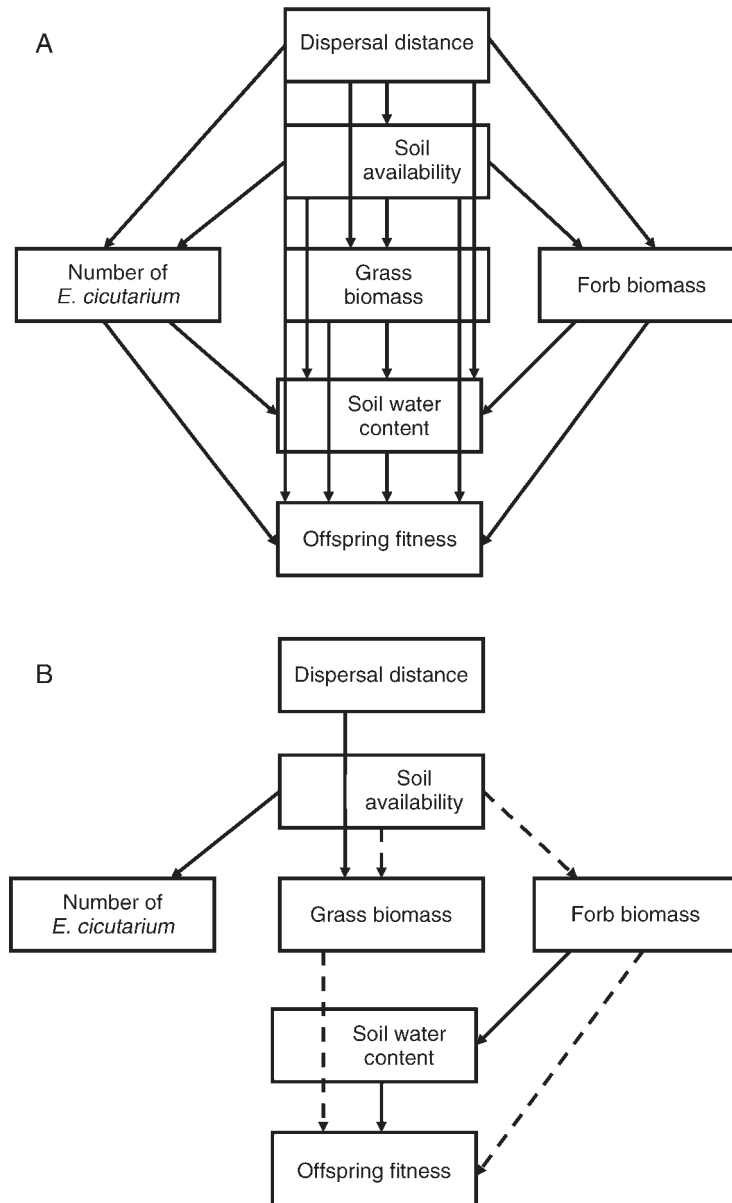 A
Dispersal distance
Soil
availability
Number of
E. cicutarium
Grass
biomass
Forb biomass
Soil water
content
Offspring fitness
B
Dispersal distance
Soil
availability
Number of
E. cicutarium
Grass biomass
Forb biomass
Soil water
content
Offspring fitness